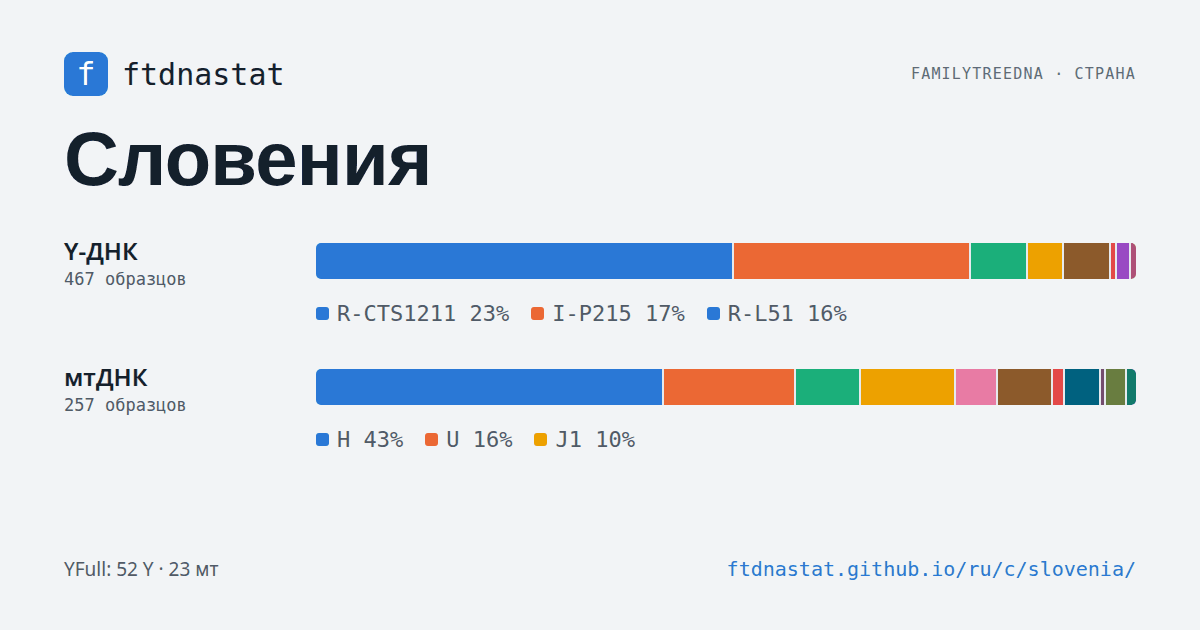 f ftdnastat
FAMILYTREEDNA · СТРАНА
Словения
Y-ДНК
467 образцов
R-CTS1211 23% I-P215 17% R-L51 16%
мтДНК
257 образцов
H 43% U 16% J1 10%
YFull: 52 Y · 23 мт
ftdnastat.github.io/ru/c/slovenia/